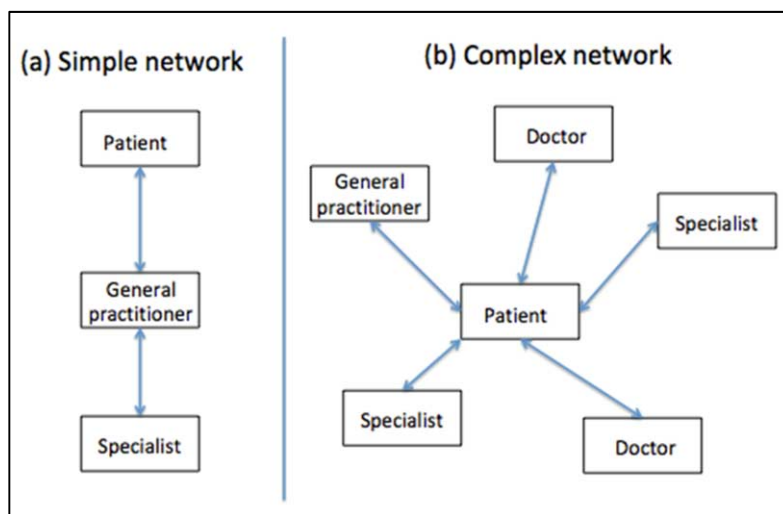 (a) Simple network
Patient
General
practitioner
Specialist
(b) Complex network
Doctor
General
practitioner
Specialist
Patient
Specialist
Doctor